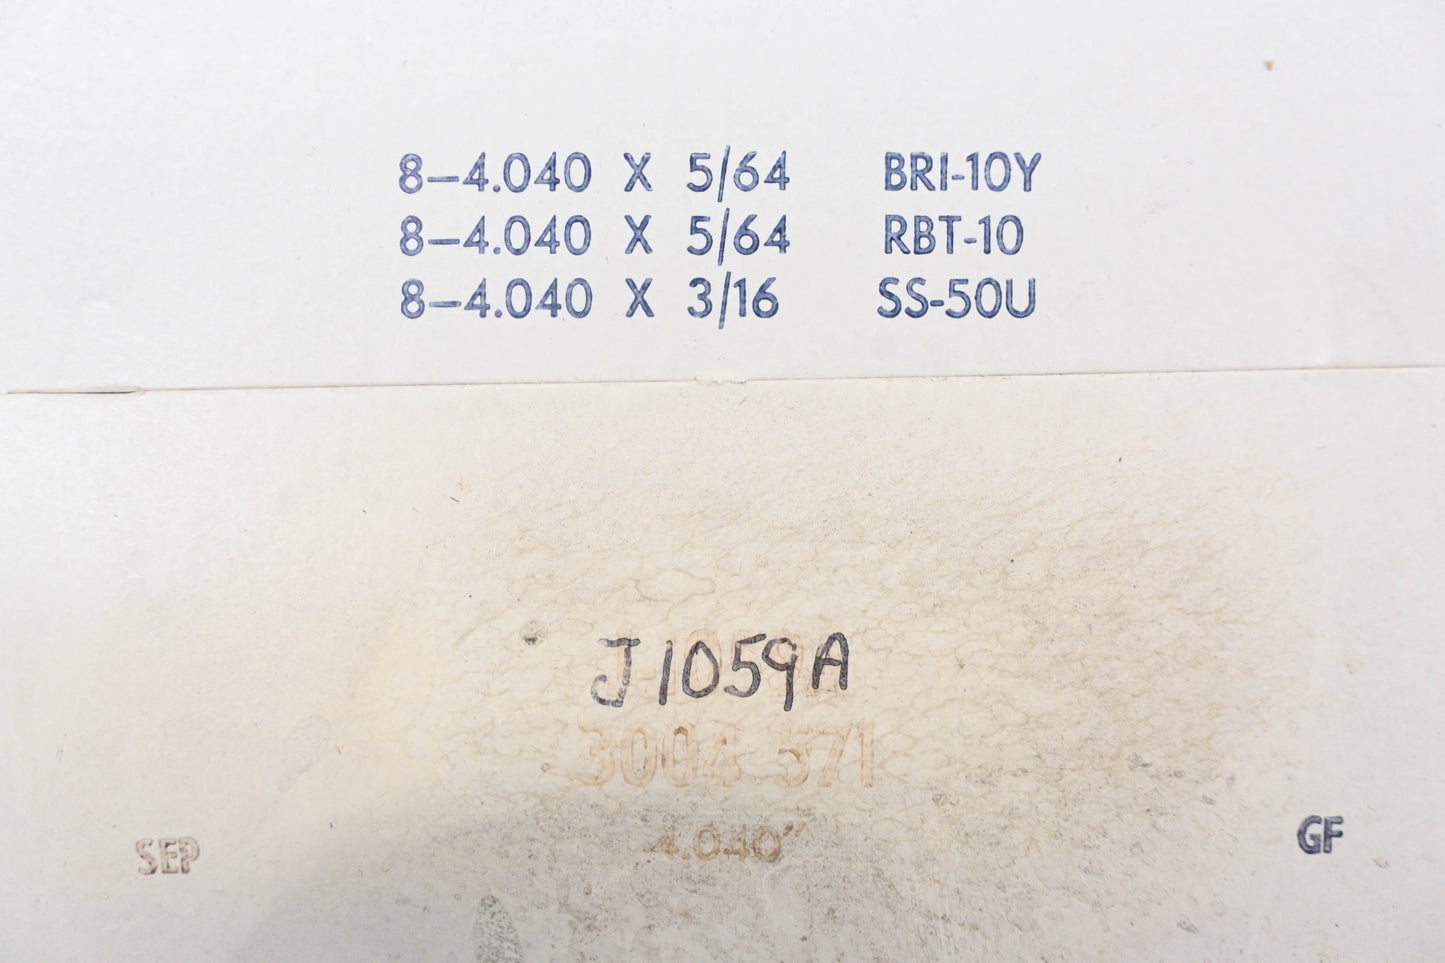 8–4.040 X 5/64 BRI-10Y
8–4.040 X 5/64 RBT-10
8–4.040 X 3/16 SS-50U
J1059A
3004 571
4.040"
SEP
GF